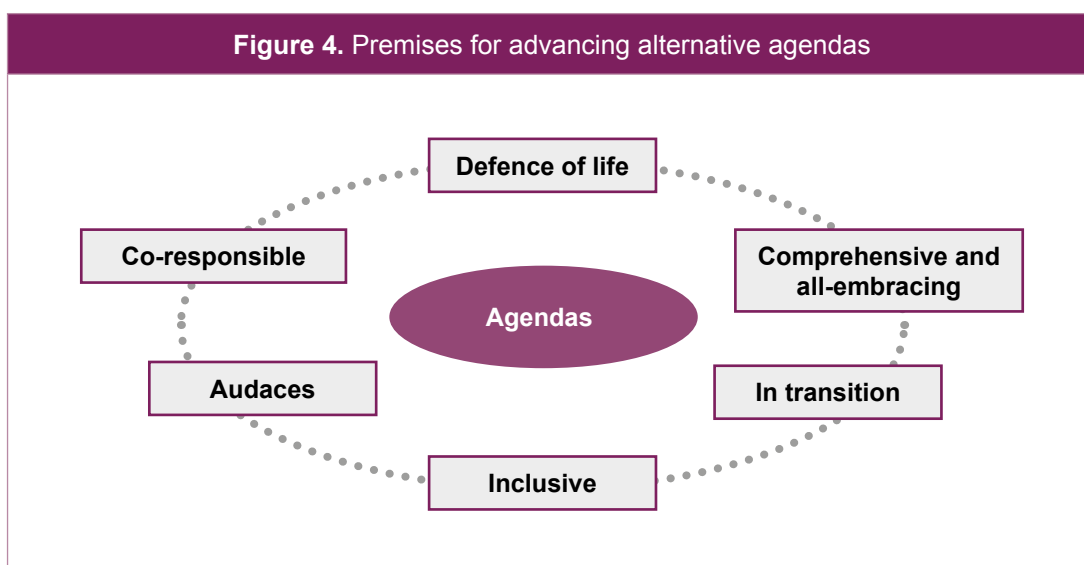 Figure 4. Premises for advancing alternative agendas
Defence of life
Co-responsible
Comprehensive and
all-embracing
Agendas
Audaces
In transition
Inclusive